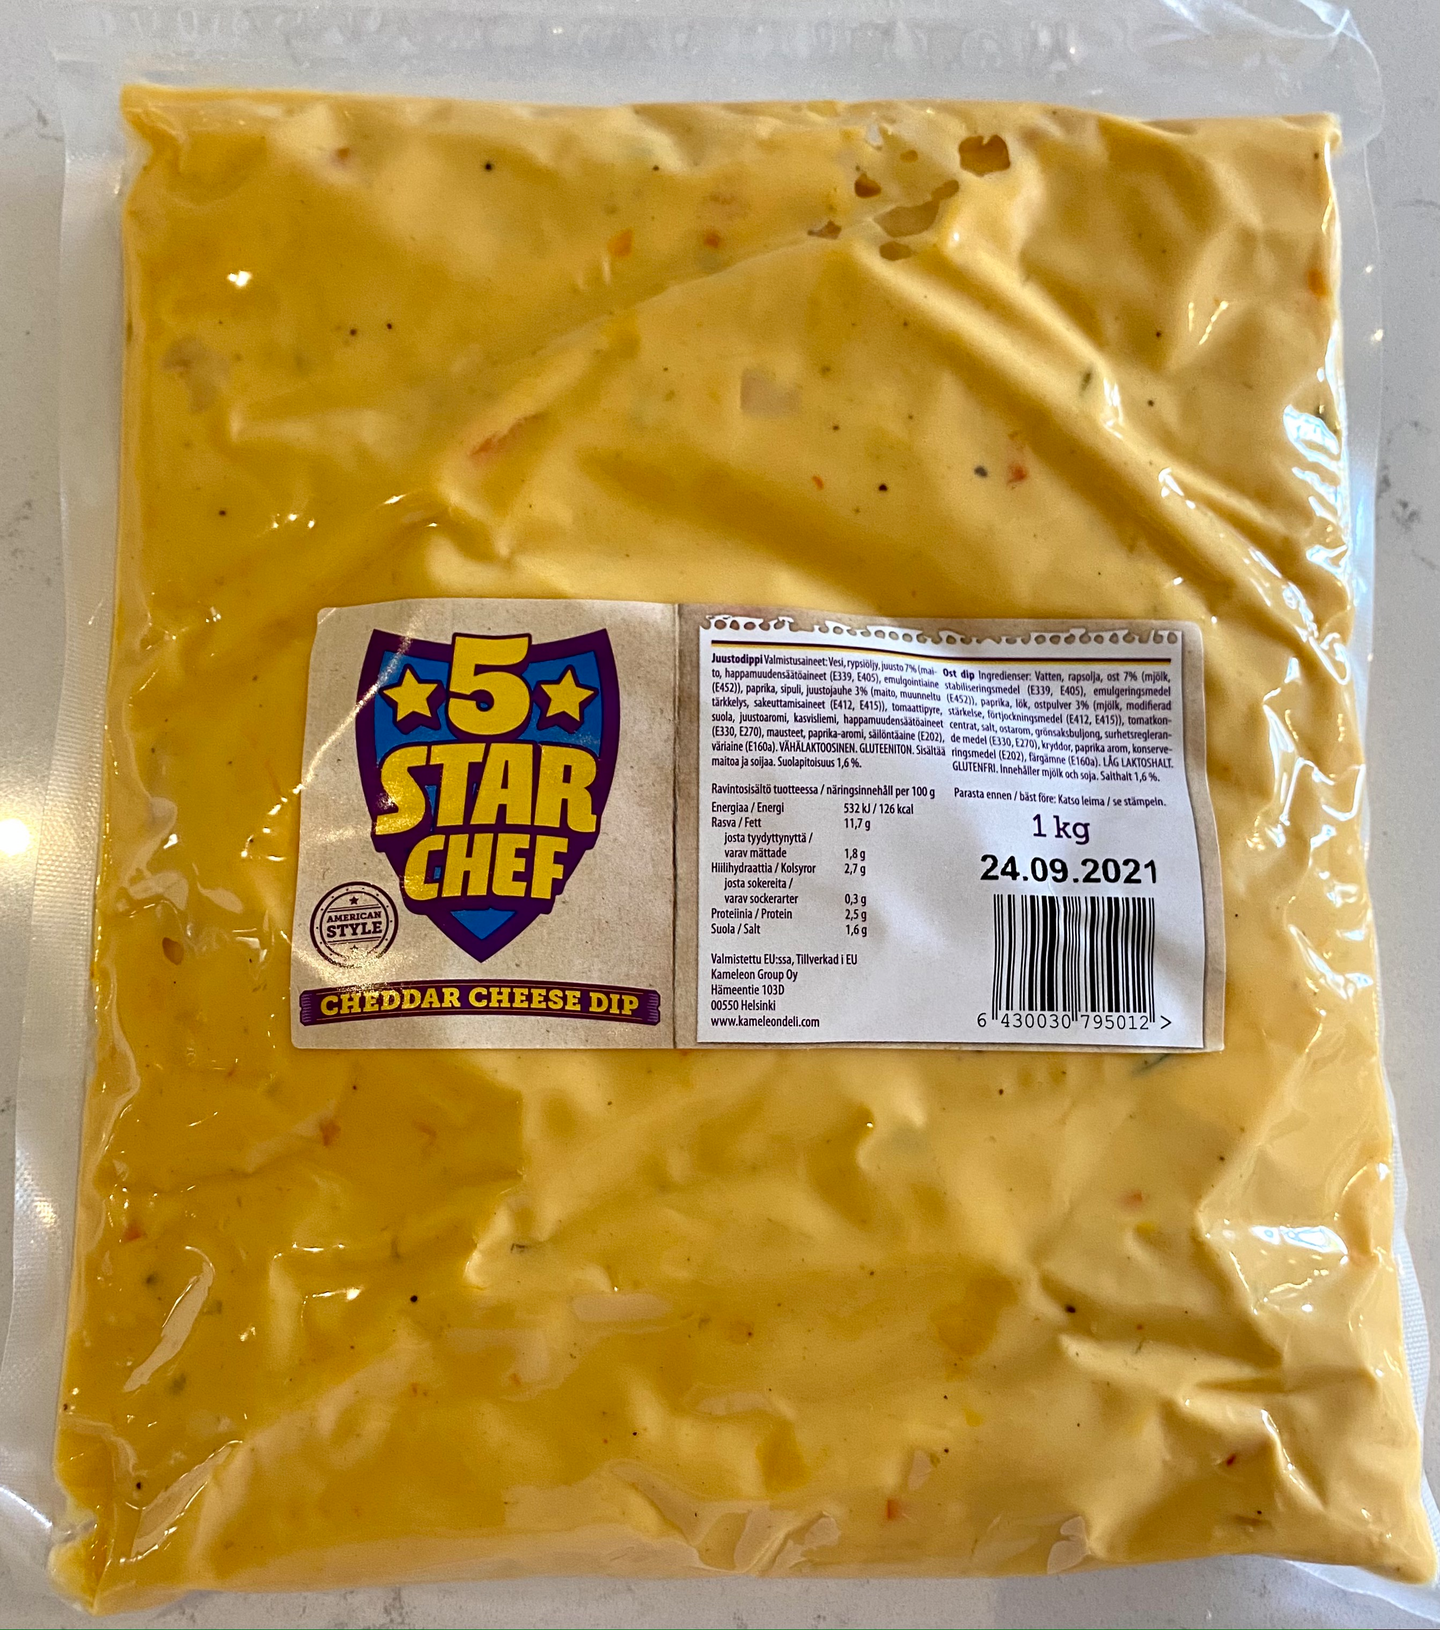 5
STAR
CHEF
AMERICAN
STYLE
CHEDDAR CHEESE DIP
Juustodippi Valmistusaineet: Vesi, rypsiöljy, juusto 7% (mai-
to, happamuudensäätöaineet (E339, E405), emulgointiaine
(E452)), paprika, sipuli, juustojauhe 3% (maito, muunneltu
tärkkelys, sakeuttamisaineet (E412, E415)), tomaattipyre,
suola, juustoaromi, kasvisliemi, happamuudensäätöaineet
(E330, E270), mausteet, paprika-aromi, säilöntäaine (E202),
väriaine (E160a). VÄHÄLAKTOOSINEN. GLUTEENITON. Sisältää
maitoa ja soijaa. Suolapitoisuus 1,6 %.
Ost dip Ingredienser: Vatten, rapsolja, ost 7% (mjölk,
stabiliseringsmedel (E339, E405), emulgeringsmedel
(E452)), paprika, lök, ostpulver 3% (mjölk, modifierad
stärkelse, förtjockningsmedel (E412, E415)), tomatkon-
centrat, salt, ostarom, grönsaksbuljong, surhetsregleran-
de medel (E330, E270), kryddor, paprika arom, konserve-
ringsmedel (E202), färgämne (E160a). LÅG LAKTOSHALT.
GLUTENFRI. Innehåller mjölk och soja. Salthalt 1,6 %.
Ravintosisältö tuotteessa / näringsinnehåll per 100 g
Energiaa / Energi 532 kJ / 126 kcal
Rasva / Fett 11,7 g
josta tyydyttynyttä /
varav mättade 1,8 g
Hiilihydraattia / Kolsyror 2,7 g
josta sokereita /
varav sockerarter 0,3 g
Proteiinia / Protein 2,5 g
Suola / Salt 1,6 g
Valmistettu EU:ssa, Tillverkad i EU
Kameleon Group Oy
Hämeentie 103D
00550 Helsinki
www.kameleondeli.com
Parasta ennen / bäst före: Katso leima / se stämpeln.
1 kg
24.09.2021
6 430030 795012 >